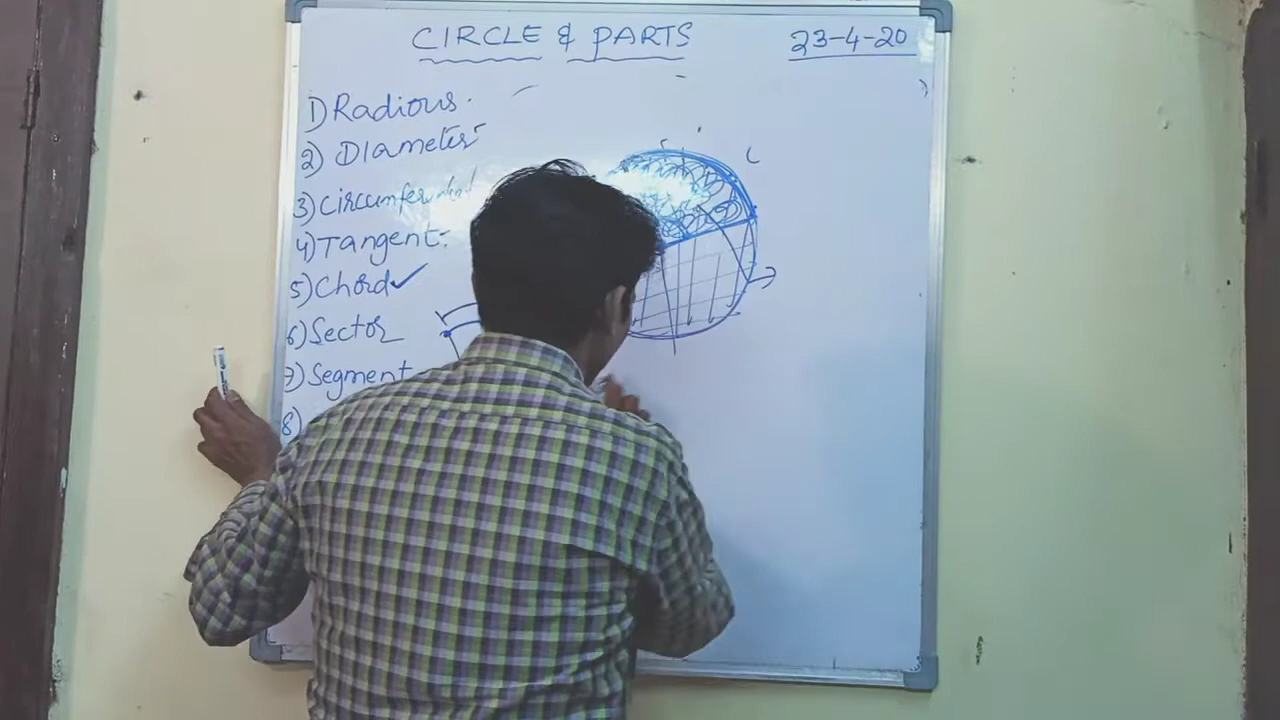 CIRCLE & PARTS
23-4-20
1) Radious.
2) Diameter
3) Circumfer
4) Tangent:
5) Chord ✓
6) Sector
7) Segment
8)